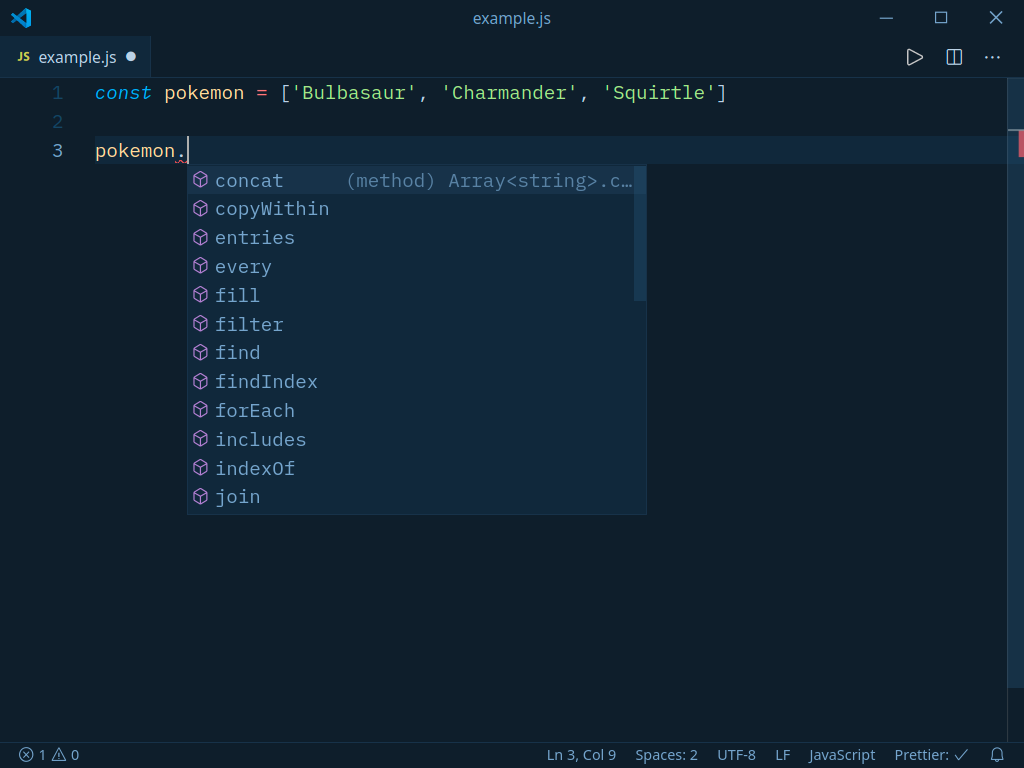 example.js
JS example.js
1 const pokemon = ['Bulbasaur', 'Charmander', 'Squirtle']
2
3 pokemon.
concat (method) Array<string>.c…
copyWithin
entries
every
fill
filter
find
findIndex
forEach
includes
indexOf
join
1 0 Ln 3, Col 9 Spaces: 2 UTF-8 LF JavaScript Prettier: ✓